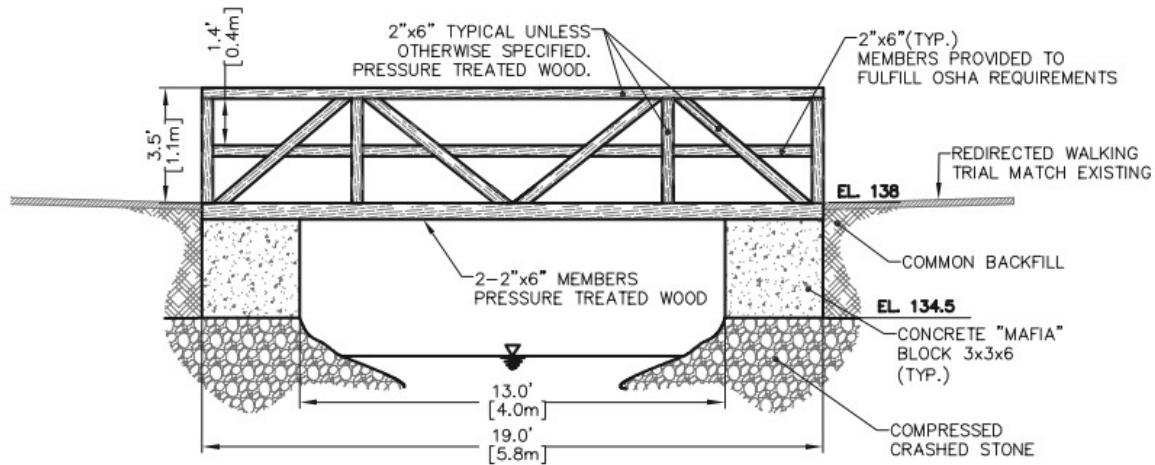 1.4'
[0.4m]
2"x6" TYPICAL UNLESS
OTHERWISE SPECIFIED.
PRESSURE TREATED WOOD.
2"x6"(TYP.)
MEMBERS PROVIDED TO
FULFILL OSHA REQUIREMENTS
3.5'
[1.1m]
REDIRECTED WALKING
TRIAL MATCH EXISTING
EL. 138
COMMON BACKFILL
2-2"x6" MEMBERS
PRESSURE TREATED WOOD
EL. 134.5
CONCRETE "MAFIA"
BLOCK 3x3x6
(TYP.)
13.0'
[4.0m]
19.0'
[5.8m]
COMPRESSED
CRASHED STONE